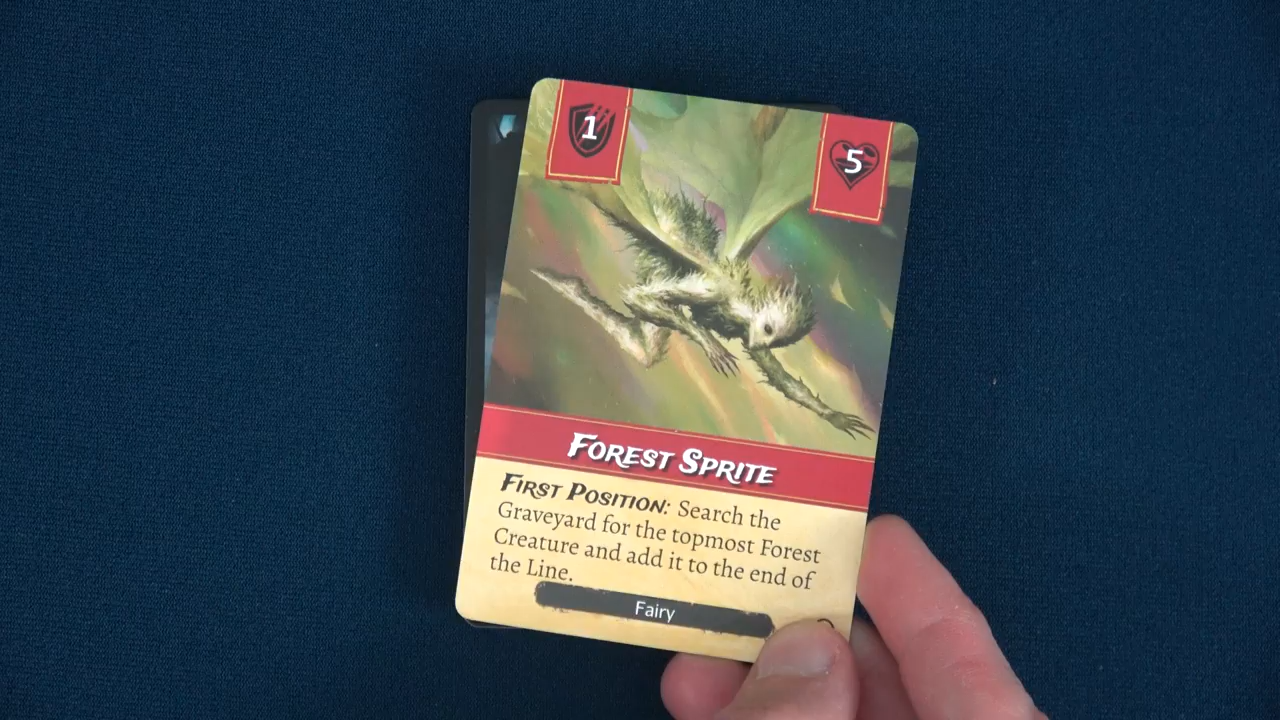 1
5
Forest Sprite
First Position: Search the
Graveyard for the topmost Forest
Creature and add it to the end of
the Line.
Fairy